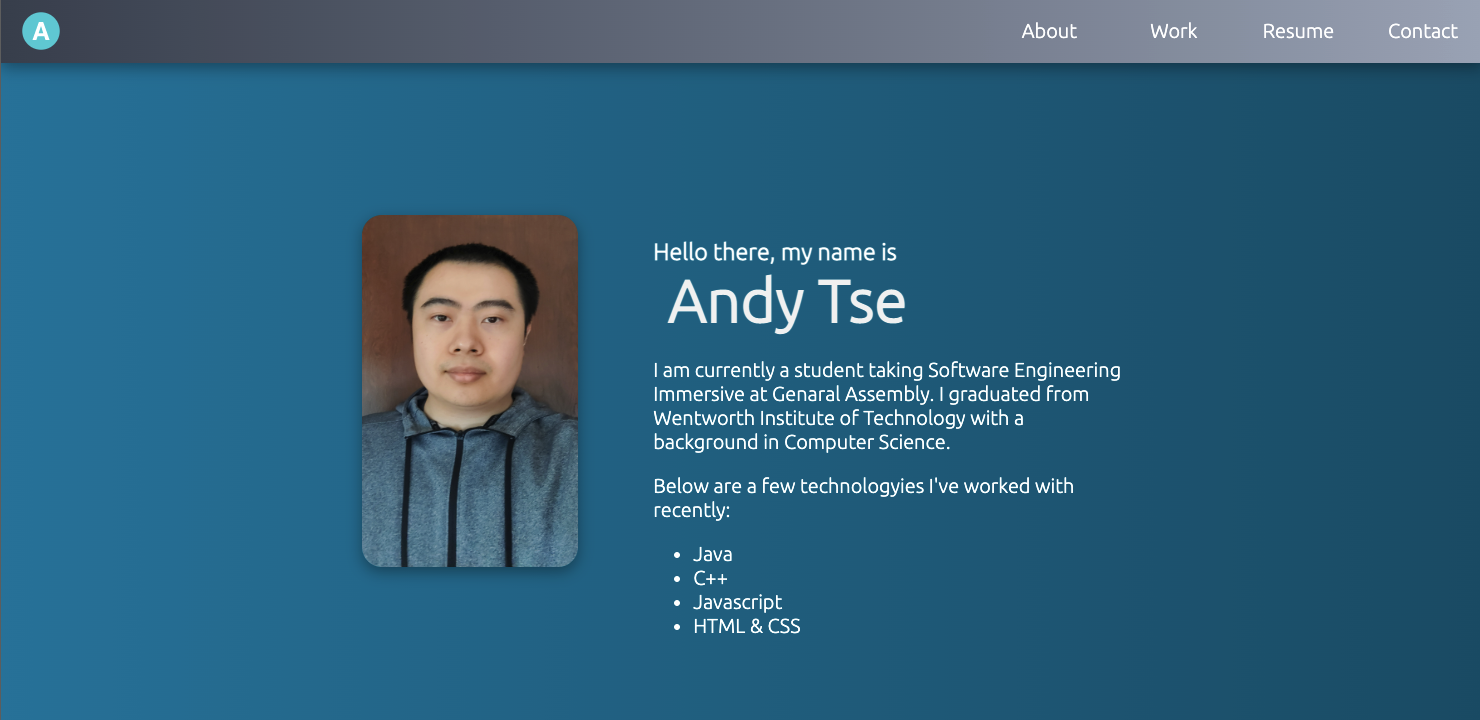 A
About Work Resume Contact
Hello there, my name is
Andy Tse
I am currently a student taking Software Engineering
Immersive at Genaral Assembly. I graduated from
Wentworth Institute of Technology with a
background in Computer Science.
Below are a few technologyies I've worked with
recently:
• Java
• C++
• Javascript
• HTML & CSS